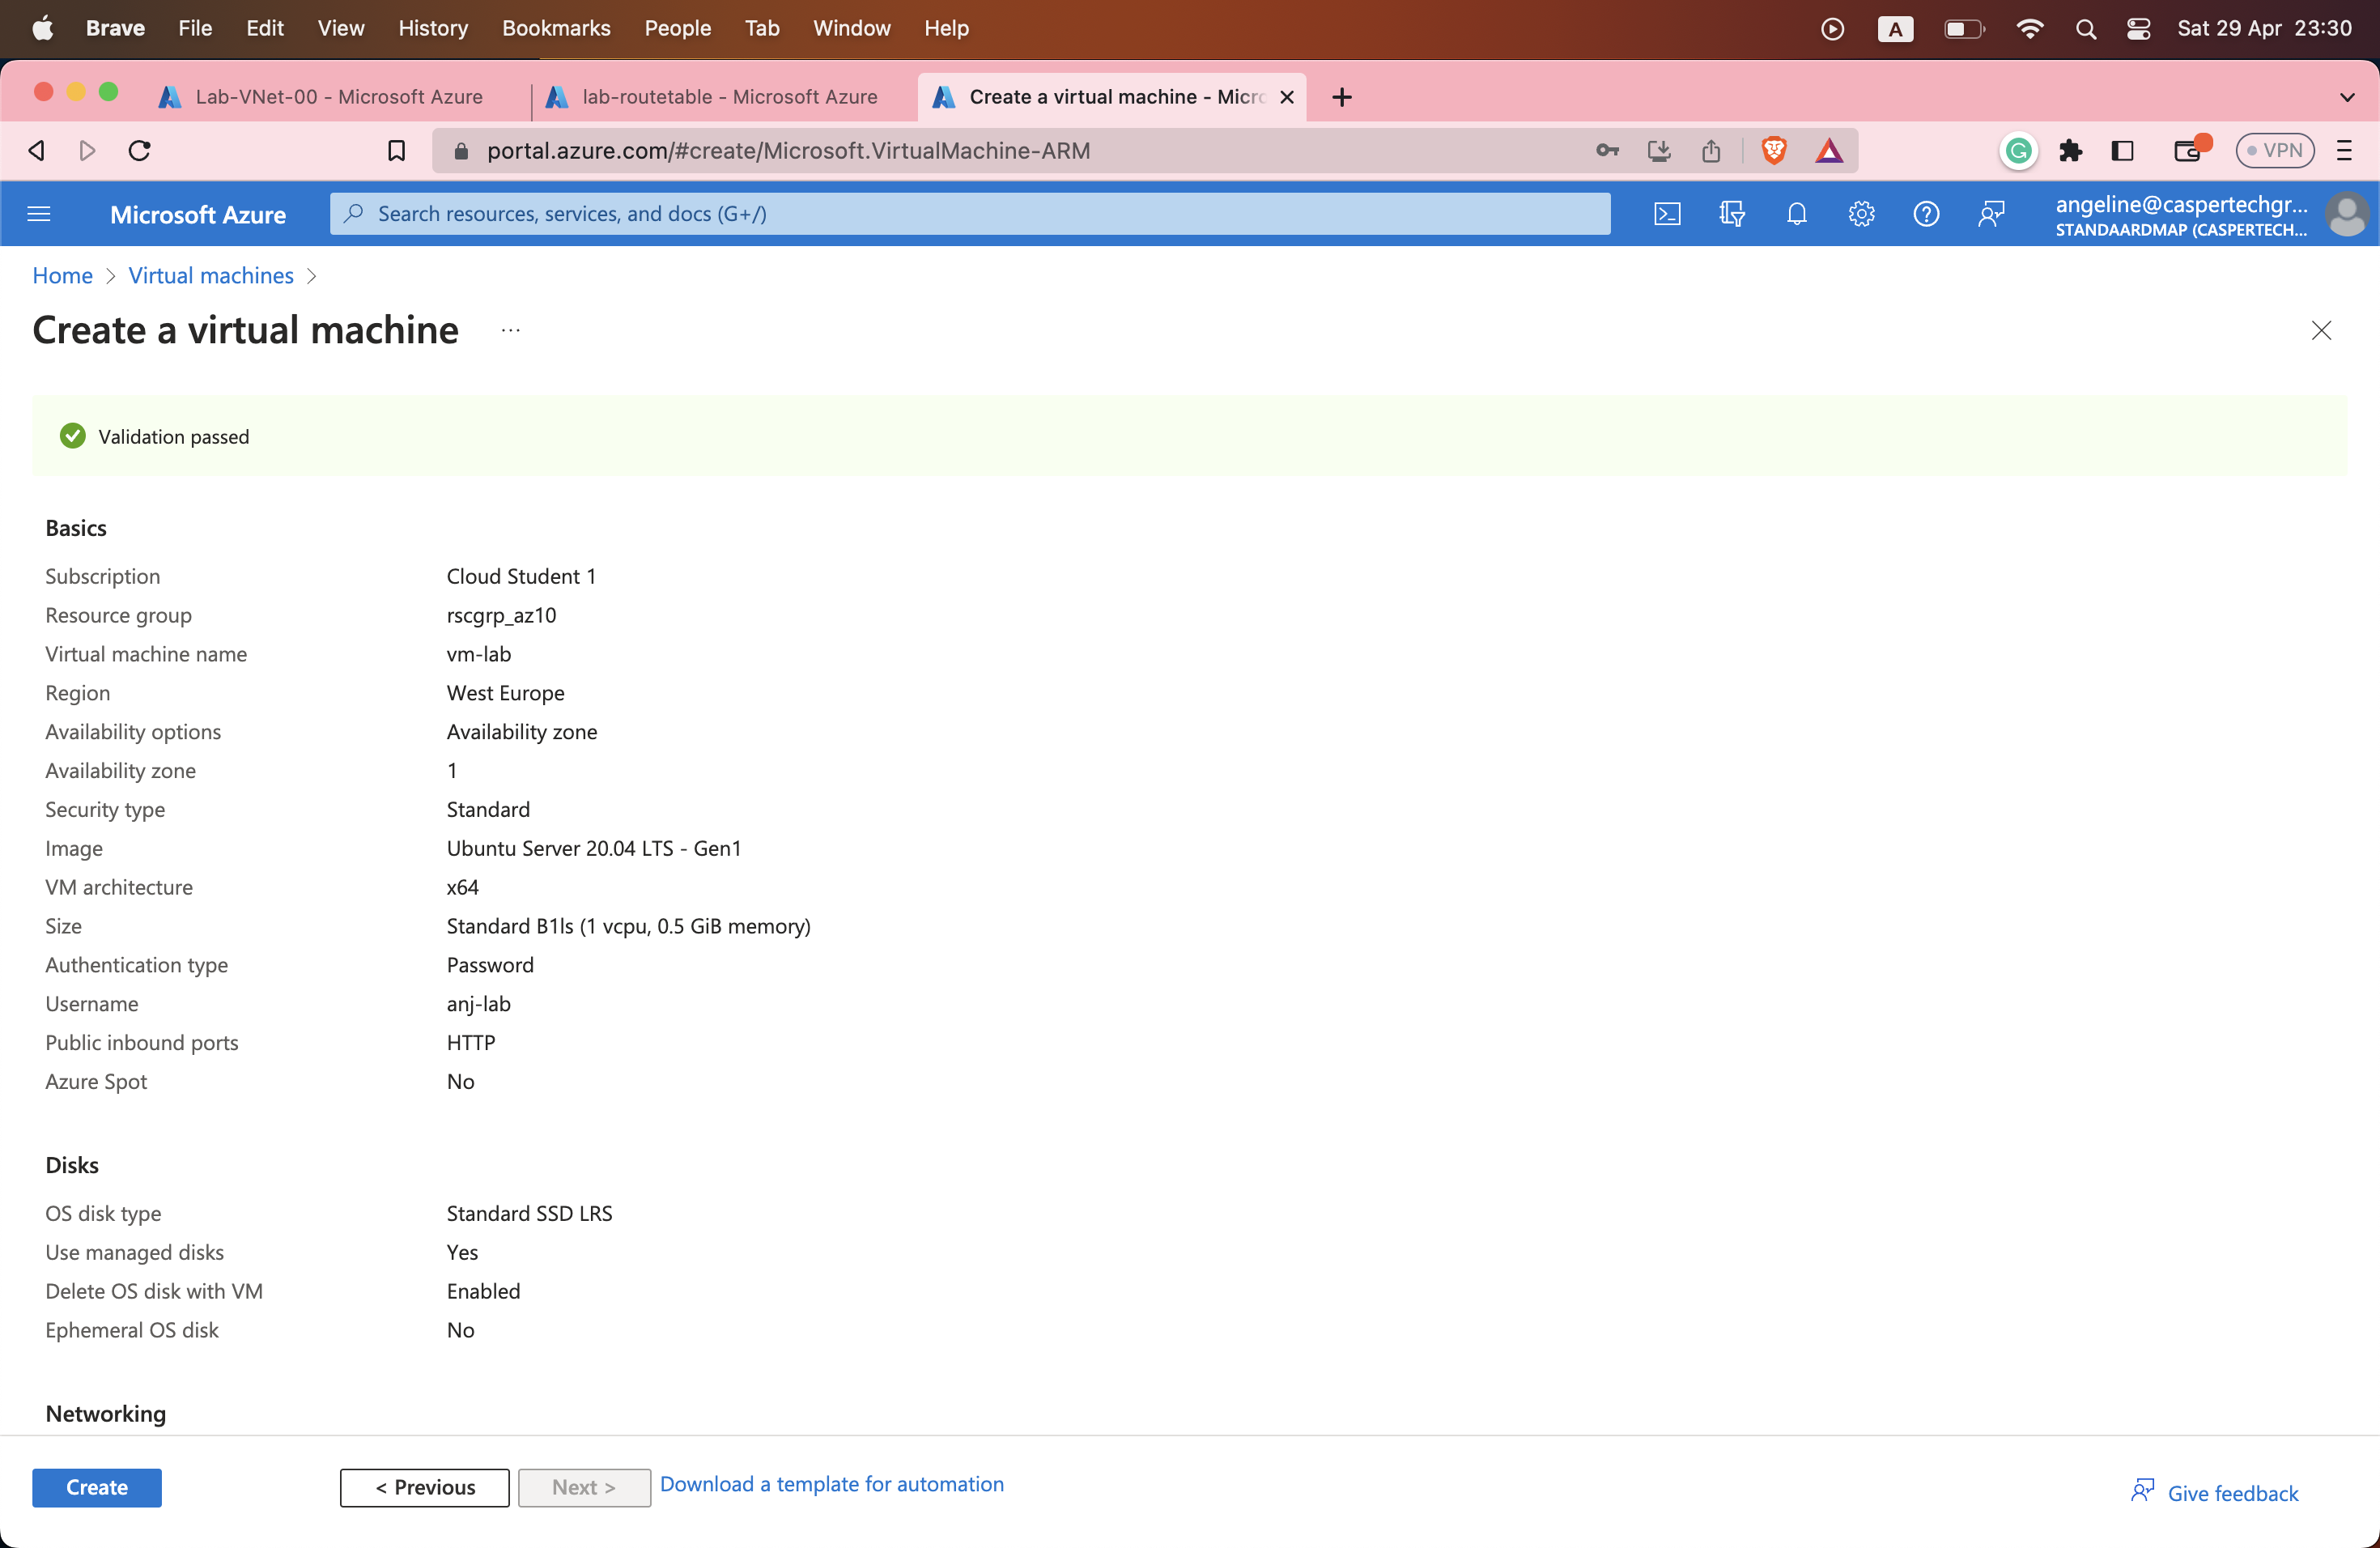 Brave File Edit View History Bookmarks People Tab Window Help A Sat 29 Apr 23:30
Lab-VNet-00 - Microsoft Azure lab-routetable - Microsoft Azure Create a virtual machine - Micro
portal.azure.com/#create/Microsoft.VirtualMachine-ARM VPN
Microsoft Azure Search resources, services, and docs (G+/) angeline@caspertechgr...
STANDAARDMAP (CASPERTECH...
Home > Virtual machines >
Create a virtual machine ...
Validation passed
Basics
Subscription Cloud Student 1
Resource group rscgrp_az10
Virtual machine name vm-lab
Region West Europe
Availability options Availability zone
Availability zone 1
Security type Standard
Image Ubuntu Server 20.04 LTS - Gen1
VM architecture x64
Size Standard B1ls (1 vcpu, 0.5 GiB memory)
Authentication type Password
Username anj-lab
Public inbound ports HTTP
Azure Spot No
Disks
OS disk type Standard SSD LRS
Use managed disks Yes
Delete OS disk with VM Enabled
Ephemeral OS disk No
Networking
Create < Previous Next > Download a template for automation Give feedback